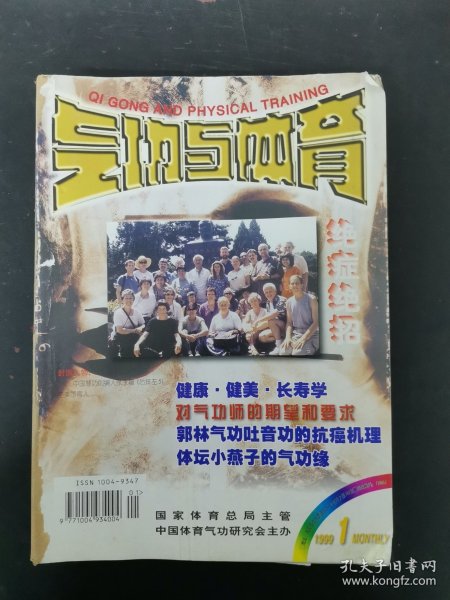 QI GONG AND PHYSICAL TRAINING
气功与体育
绝症绝招
健康·健美·长寿学
对气功师的期望和要求
郭林气功吐音功的抗癌机理
体坛小燕子的气功缘
ISSN 1004-9347
01
9 771004 934004
国家体育总局主管
中国体育气功研究会主办
1999 1 MONTHLY
孔夫子旧书网
www.kongfz.com